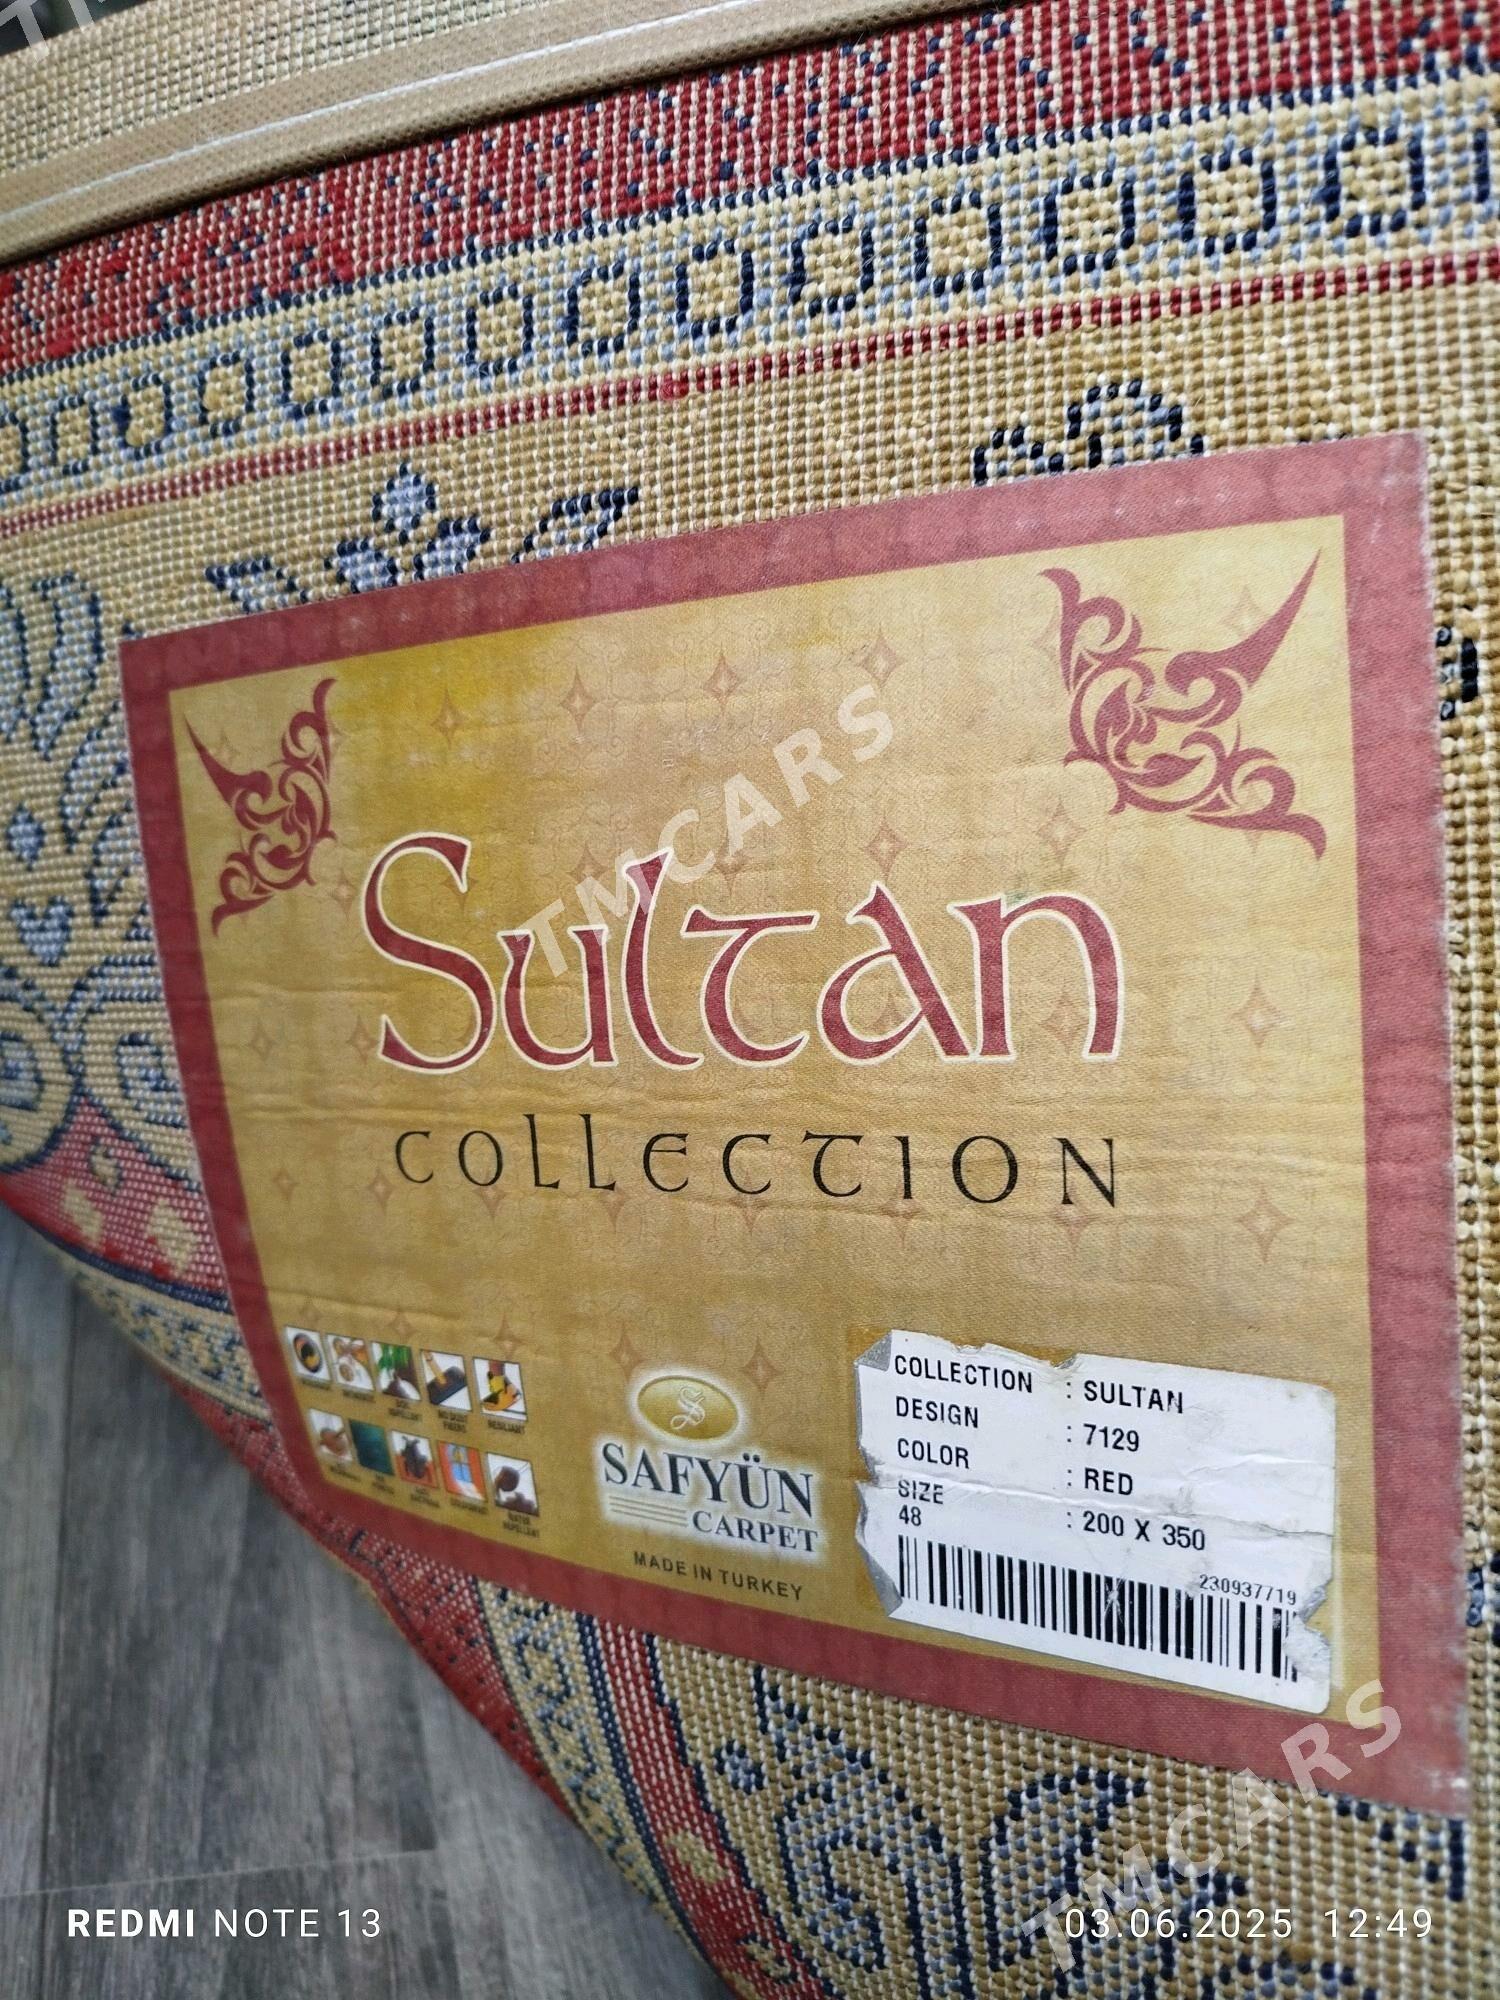 TMCARS
Sultan
COLLECTION
RESILIANT
SAFYÜN
CARPET
MADE IN TURKEY
COLLECTION : SULTAN
DESIGN : 7129
COLOR : RED
SIZE : 200 X 350
48
230937719
TMCARS
REDMI NOTE 13
03.06.2025 12:49